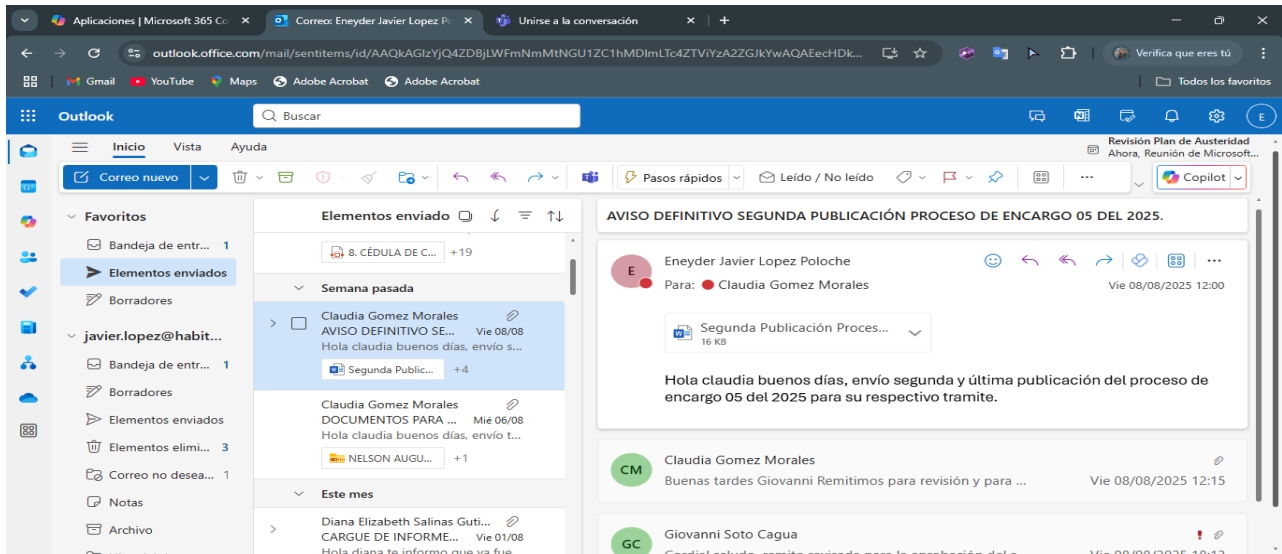 Aplicaciones | Microsoft 365 Co
Correo: Eneyder Javier Lopez Po
Unirse a la conversación
outlook.office.com/mail/sentitems/id/
Verifica que eres tú
Gmail
YouTube
Maps
Adobe Acrobat
Adobe Acrobat
Todos los favoritos
Outlook
Buscar
E
Inicio
Vista
Ayuda
Revisión Plan de Austeridad
Ahora, Reunión de Microsoft...
Correo nuevo
Pasos rápidos
Leído / No leído
Copilot
Favoritos
Bandeja de entr... 1
Elementos enviados
Borradores
javier.lopez@habit...
Bandeja de entr... 1
Borradores
Elementos enviados
Elementos elimi... 3
Correo no desea... 1
Notas
Archivo
Elementos enviado
8. CÉDULA DE C... +19
Semana pasada
Claudia Gomez Morales
AVISO DEFINITIVO SE... Vie 08/08
Hola claudia buenos días, envío s...
Segunda Public... +4
Claudia Gomez Morales
DOCUMENTOS PARA ... Mié 06/08
Hola claudia buenos días, envío t...
NELSON AUGU... +1
Este mes
Diana Elizabeth Salinas Guti...
CARGUE DE INFORME... Vie 01/08
Hola diana te informo que ya fue
AVISO DEFINITIVO SEGUNDA PUBLICACIÓN PROCESO DE ENCARGO 05 DEL 2025.
E
Eneyder Javier Lopez Poloche
Para: Claudia Gomez Morales
Vie 08/08/2025 12:00
Segunda Publicación Proces...
16 KB
Hola claudia buenos días, envío segunda y última publicación del proceso de
encargo 05 del 2025 para su respectivo tramite.
CM
Claudia Gomez Morales
Buenas tardes Giovanni Remitimos para revisión y para ... Vie 08/08/2025 12:15
GC
Giovanni Soto Cagua